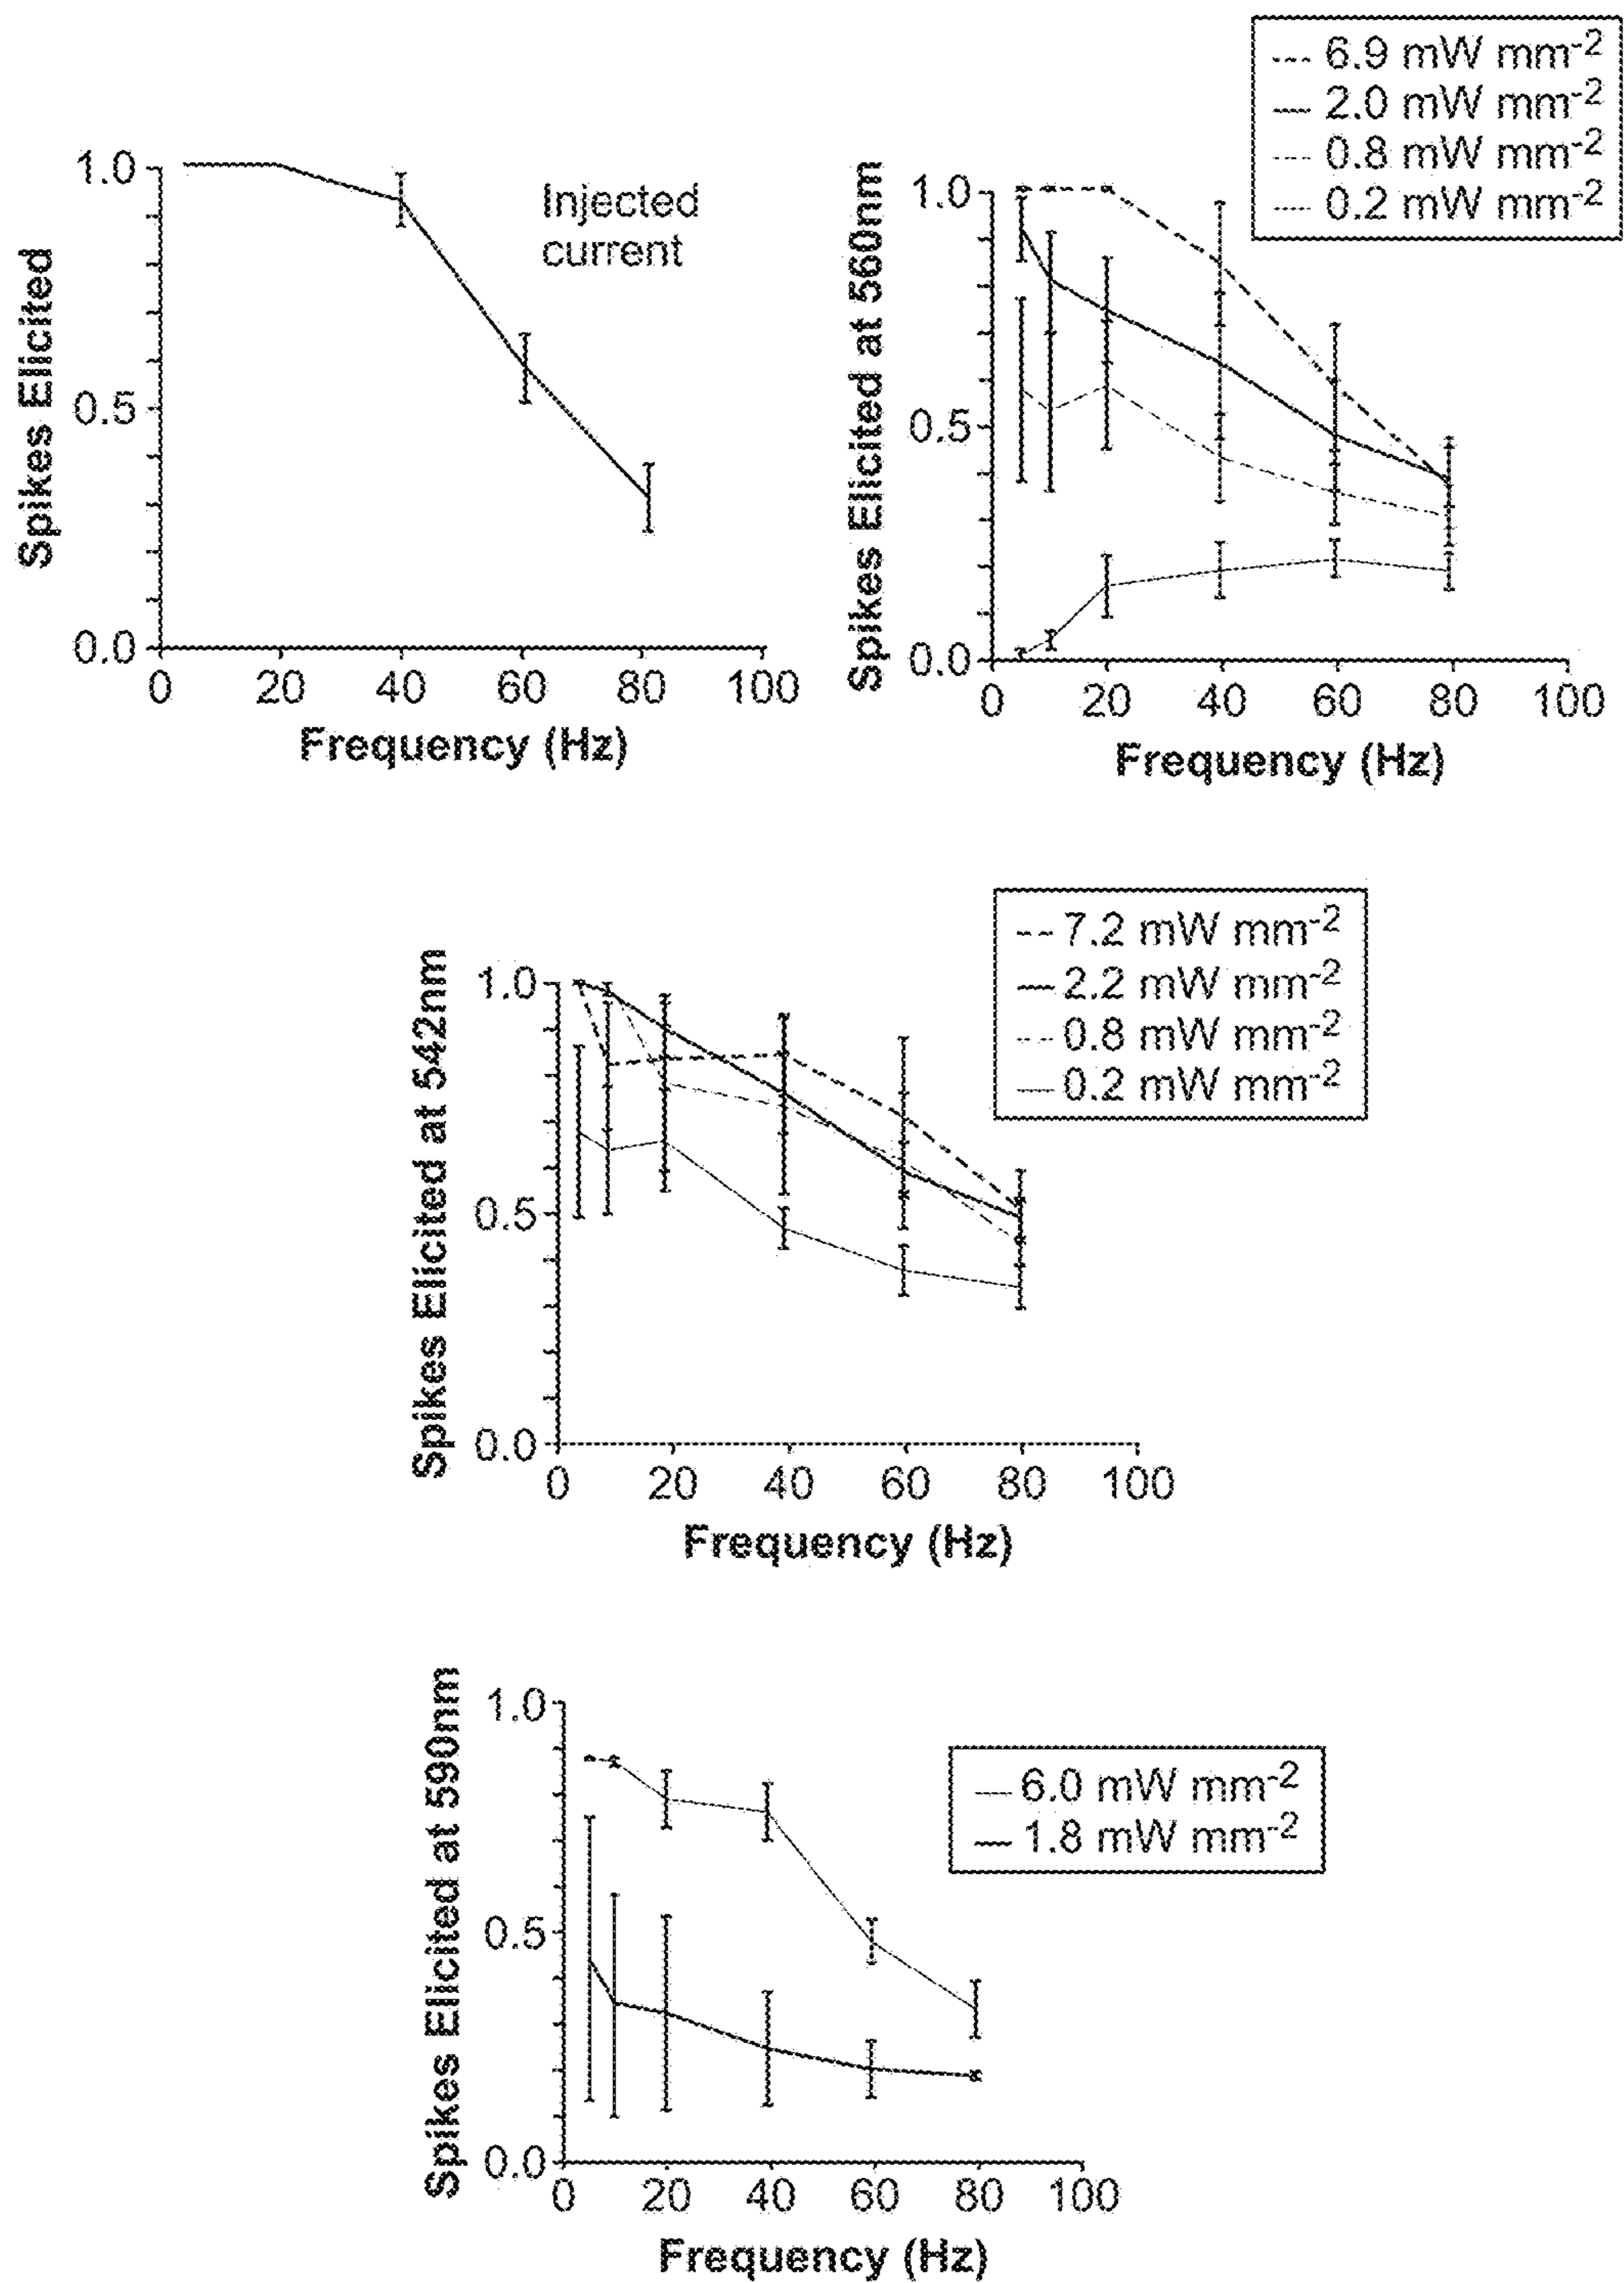 Spikes Elicited
1.0
0.5
0.0
0 20 40 60 80 100
Frequency (Hz)
Injected
current
Spikes Elicited at 560nm
1.0
0.5
0.0
0 20 40 60 80 100
Frequency (Hz)
6.9 mW mm⁻²
2.0 mW mm⁻²
0.8 mW mm⁻²
0.2 mW mm⁻²
Spikes Elicited at 542nm
1.0
0.5
0.0
0 20 40 60 80 100
Frequency (Hz)
7.2 mW mm⁻²
2.2 mW mm⁻²
0.8 mW mm⁻²
0.2 mW mm⁻²
Spikes Elicited at 590nm
1.0
0.5
0.0
0 20 40 60 80 100
Frequency (Hz)
6.0 mW mm⁻²
1.8 mW mm⁻²